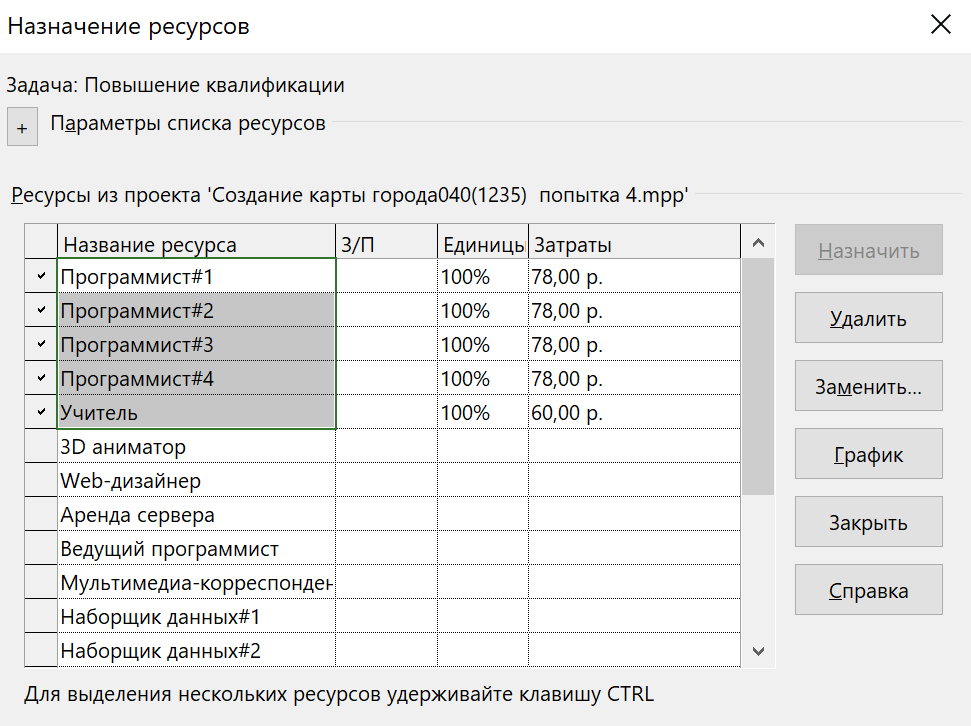 Назначение ресурсов
Задача: Повышение квалификации
+ Параметры списка ресурсов
Ресурсы из проекта 'Создание карты города040(1235)  попытка 4.mpp'
Название ресурса З/П Единицы Затраты
Программист#1 100% 78,00 р.
Программист#2 100% 78,00 р.
Программист#3 100% 78,00 р.
Программист#4 100% 78,00 р.
Учитель 100% 60,00 р.
3D аниматор
Web-дизайнер
Аренда сервера
Ведущий программист
Мультимедиа-корреспонден
Наборщик данных#1
Наборщик данных#2
Назначить
Удалить
Заменить...
График
Закрыть
Справка
Для выделения нескольких ресурсов удерживайте клавишу CTRL